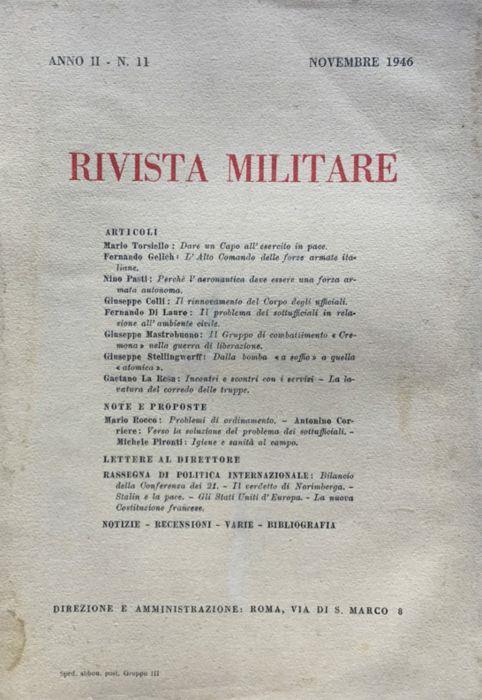 ANNO II - N. 11 NOVEMBRE 1946
RIVISTA MILITARE
ARTICOLI
Mario Torsiello: Dare un Capo all'esercito in pace.
Fernando Gelich: L'Alto Comando delle forze armate ita-
liane.
Nino Pasti: Perchè l'aeronautica deve essere una forza ar-
mata autonoma.
Giuseppe Colli: Il rinnovamento del Corpo degli ufficiali.
Fernando Di Lauro: Il problema dei sottufficiali in rela-
zione all'ambiente civile.
Giuseppe Mastrobuono: Il Gruppo di combattimento « Cre-
mona » nella guerra di liberazione.
Giuseppe Stellingwerff: Dalla bomba « a soffio » a quella
« atomica ».
Gaetano La Rosa: Incontri e scontri con i servizi - La la-
vatura del corredo delle truppe.
NOTE E PROPOSTE
Mario Rocco: Problemi di ordinamento. - Antonino Cor-
riere: Verso la soluzione del problema dei sottufficiali. -
Michele Pironti: Igiene e sanità al campo.
LETTERE AL DIRETTORE
RASSEGNA DI POLITICA INTERNAZIONALE: Bilancio
della Conferenza dei 21. - Il verdetto di Norimberga. -
Stalin e la pace. - Gli Stati Uniti d'Europa. - La nuova
Costituzione francese.
NOTIZIE - RECENSIONI - VARIE - BIBLIOGRAFIA
DIREZIONE E AMMINISTRAZIONE: ROMA, VIA DI S. MARCO 8
Sped. abbon. post. Gruppo III